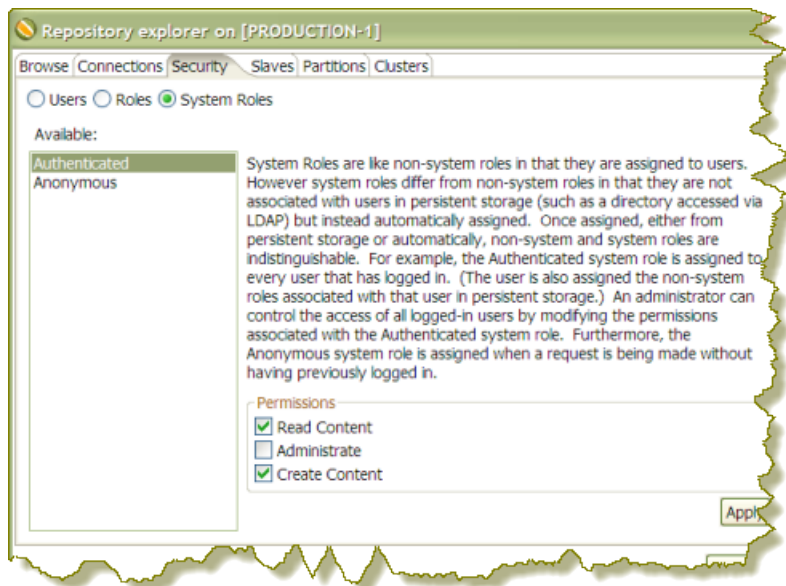 Repository explorer on [PRODUCTION-1]
Browse Connections Security Slaves Partitions Clusters
Users Roles System Roles
Available:
Authenticated
Anonymous
System Roles are like non-system roles in that they are assigned to users.
However system roles differ from non-system roles in that they are not
associated with users in persistent storage (such as a directory accessed via
LDAP) but instead automatically assigned. Once assigned, either from
persistent storage or automatically, non-system and system roles are
indistinguishable. For example, the Authenticated system role is assigned to
every user that has logged in. (The user is also assigned the non-system
roles associated with that user in persistent storage.) An administrator can
control the access of all logged-in users by modifying the permissions
associated with the Authenticated system role. Furthermore, the
Anonymous system role is assigned when a request is being made without
having previously logged in.
Permissions
Read Content
Administrate
Create Content
Apply